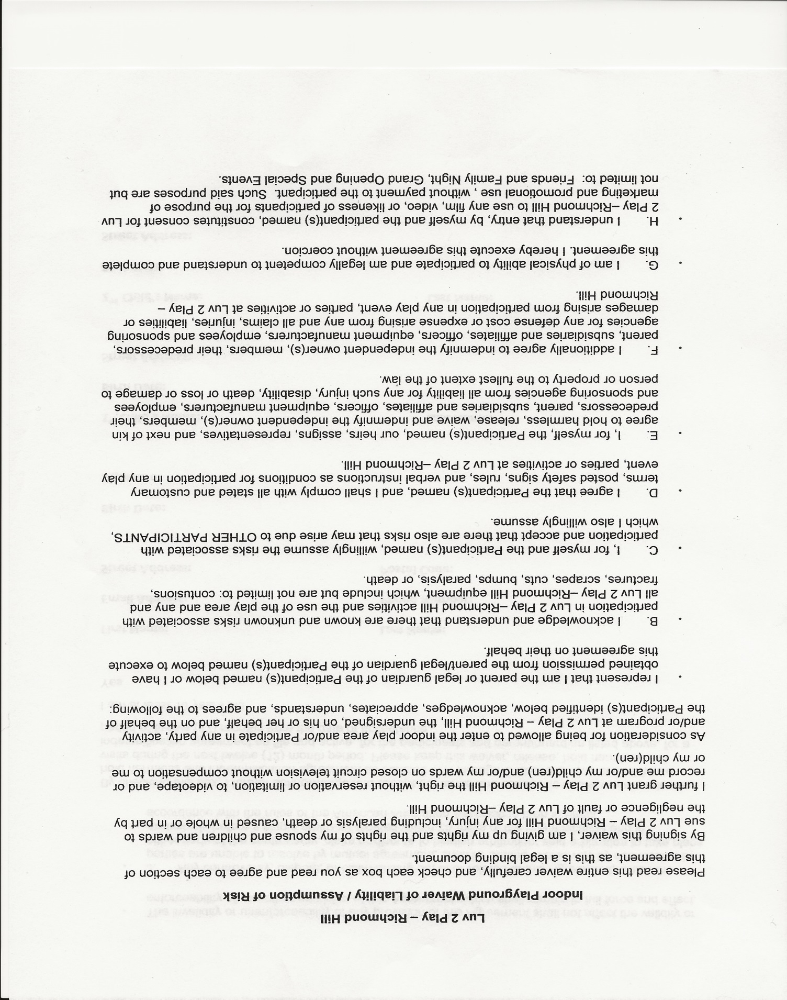 Luv 2 Play – Richmond Hill
Indoor Playground Waiver of Liability / Assumption of Risk
Please read this entire waiver carefully, and check each box as you read and agree to each section of
this agreement, as this is a legal binding document.
By signing this waiver, I am giving up my rights and the rights of my spouse and children and wards to
sue Luv 2 Play – Richmond Hill for any injury, including paralysis or death, caused in whole or in part by
the negligence or fault of Luv 2 Play –Richmond Hill.
I further grant Luv 2 Play – Richmond Hill the right, without reservation or limitation, to videotape, and or
record me and/or my child(ren) and/or my wards on closed circuit television without compensation to me
or my child(ren).
As consideration for being allowed to enter the indoor play area and/or Participate in any party, activity
and/or program at Luv 2 Play – Richmond Hill, the undersigned, on his or her behalf, and on the behalf of
the Participant(s) identified below, acknowledges, appreciates, understands, and agrees to the following:
• I represent that I am the parent or legal guardian of the Participant(s) named below or I have
obtained permission from the parent/legal guardian of the Participant(s) named below to execute
this agreement on their behalf.
• B. I acknowledge and understand that there are known and unknown risks associated with
participation in Luv 2 Play –Richmond Hill activities and the use of the play area and any and
all Luv 2 Play –Richmond Hill equipment, which include but are not limited to: contusions,
fractures, scrapes, cuts, bumps, paralysis, or death.
• C. I, for myself and the Participant(s) named, willingly assume the risks associated with
participation and accept that there are also risks that may arise due to OTHER PARTICIPANTS,
which I also willingly assume.
• D. I agree that the Participant(s) named, and I shall comply with all stated and customary
terms, posted safety signs, rules, and verbal instructions as conditions for participation in any play
event, parties or activities at Luv 2 Play –Richmond Hill.
• E. I, for myself, the Participant(s) named, our heirs, assigns, representatives, and next of kin
agree to hold harmless, release, waive and indemnify the independent owner(s), members, their
predecessors, parent, subsidiaries and affiliates, officers, equipment manufacturers, employees
and sponsoring agencies from all liability for any such injury, disability, death or loss or damage to
person or property to the fullest extent of the law.
• F. I additionally agree to indemnify the independent owner(s), members, their predecessors,
parent, subsidiaries and affiliates, officers, equipment manufacturers, employees and sponsoring
agencies for any defense cost or expense arising from any and all claims, injuries, liabilities or
damages arising from participation in any play event, parties or activities at Luv 2 Play –
Richmond Hill.
• G. I am of physical ability to participate and am legally competent to understand and complete
this agreement. I hereby execute this agreement without coercion.
• H. I understand that entry, by myself and the participant(s) named, constitutes consent for Luv
2 Play –Richmond Hill to use any film, video, or likeness of participants for the purpose of
marketing and promotional use , without payment to the participant. Such said purposes are but
not limited to: Friends and Family Night, Grand Opening and Special Events.